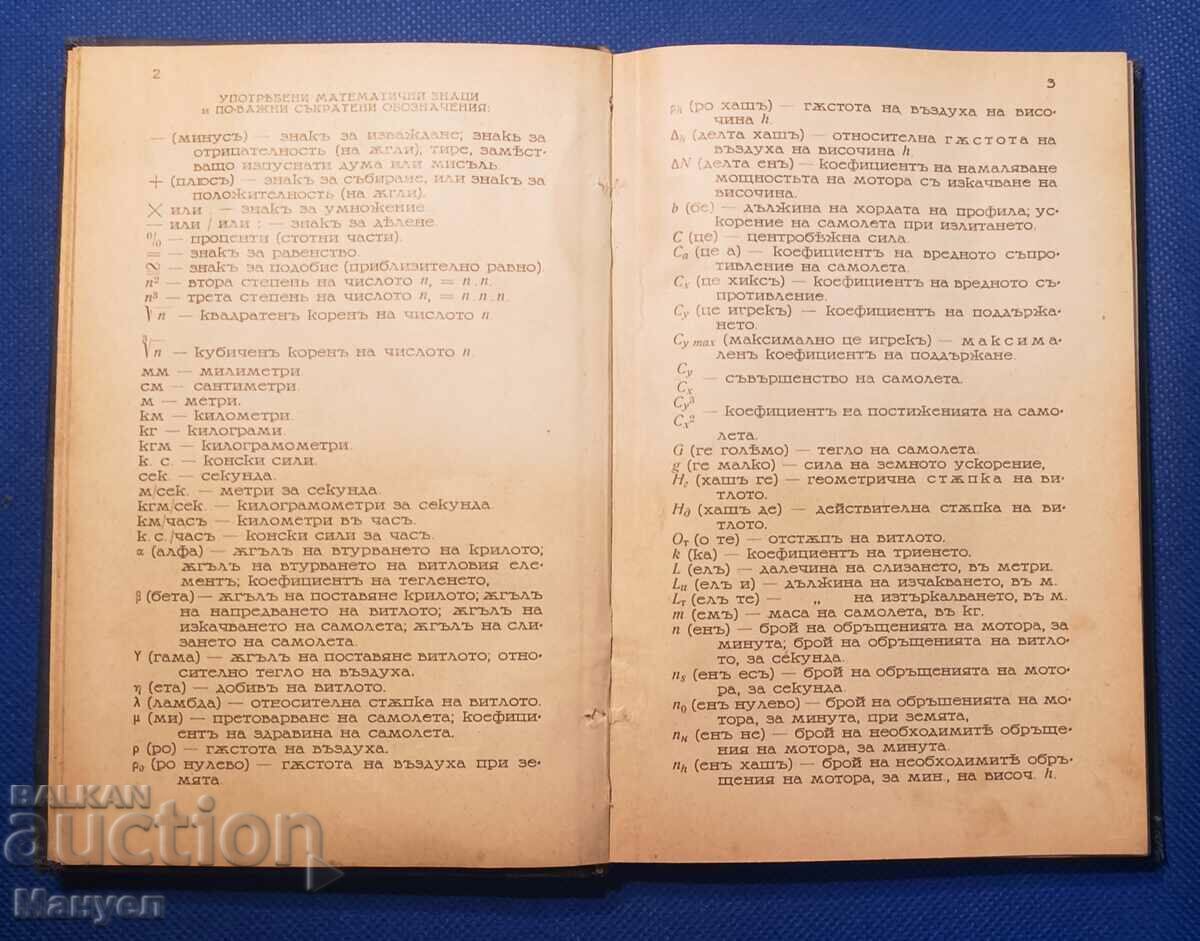 2
УПОТРѢБЕНИ МАТЕМАТИЧНИ ЗНАЦИ
и ПО-ВАЖНИ СЪКРАТЕНИ ОБОЗНАЧЕНИЯ:
— (минусъ) — знакъ за изваждане; знакъ за
отрицателность (на ѫгли); тире, замѣст-
ващо изпуснати дума или мисъль.
+ (плюсъ) — знакъ за събиране, или знакъ за
положителность (на ѫгли).
× или . — знакъ за умножение
— или / или : — знакъ за дѣлене.
% — проценти (стотни части).
= — знакъ за равенство.
≃ — знакъ за подобие (приблизително равно).
n² — втора степень на числото n, = n.n.
n³ — трета степень на числото n, = n.n.n.
√n — квадратенъ корен на числото n.
∛n — кубиченъ корен на числото n.
мм — милиметри.
см — сантиметри.
м — метри.
км — километри.
кг — килограми.
кгм — килограмометри.
к. с. — конски сили.
сек. — секунда.
м/сек. — метри за секунда.
кгм/сек. — килограмометри за секунда.
км/часъ — километри въ часъ.
к. с./часъ — конски сили за часъ.
α (алфа) — ѫгълъ на втурването на крилото;
ѫгълъ на втурването на витловия еле-
ментъ; коефициентъ на тегленето,
β (бета) — ѫгълъ на поставяне крилото; ѫгълъ
на напредването на витлото; ѫгълъ на
изкачването на самолета; ѫгълъ на сли-
зането на самолета.
γ (гама) — ѫгълъ на поставяне витлото; отно-
сително тегло на въздуха.
η (ета) — добивъ на витлото.
λ (ламбда) — относителна стѫпка на витлото.
μ (ми) — претоварване на самолета; коефици-
ентъ на здравина на самолета.
ρ (ро) — гѫстота на въздуха.
ρ₀ (ро нулево) — гѫстота на въздуха при зе-
мята.
3
ρₕ (ро хашъ) — гѫстота на въздуха на висо-
чина h.
Δₕ (делта хашъ) — относителна гѫстота на
въздуха на височина h.
ΔN (делта енъ) — коефициентъ на намаляване
мощностьта на мотора съ изкачване на
височина.
b (бе) — дължина на хордата на профила; ус-
корение на самолета при излитането.
C (це) — центробѣжна сила.
Cₐ (це а) — коефициентъ на вредното съпро-
тивление на самолета.
Cₓ (це хиксъ) — коефициентъ на вредното съ-
противление.
Cy (це игрекъ) — коефициентъ на поддържа-
нето.
Cy max (максимално це игрекъ) — максима-
ленъ коефициентъ на поддържане.
Cy
Cₓ — съвършенство на самолета.
Cy³
Cₓ² — коефициентъ на постиженията на само-
лета.
G (ге голѣмо) — тегло на самолета.
g (ге малко) — сила на земното ускорение,
Hг (хашъ ге) — геометрична стѫпка на ви-
тлото.
Hд (хашъ де) — действителна стѫпка на ви-
тлото.
Oт (о те) — отстѫпъ на витлото.
k (ка) — коефициентъ на триенето.
L (елъ) — далечина на слизането, въ метри.
Lи (елъ и) — дължина на изчакването, въ м.
Lт (елъ те) — „ на изтъркалването, въ м.
m (емъ) — маса на самолета, въ кг.
n (енъ) — брой на обръщенията на мотора, за
минута; брой на обръщенията на витло-
то, за секунда.
ns (енъ есъ) — брой на обръщенията на мото-
ра, за секунда.
n₀ (енъ нулево) — брой на обръщенията на мо-
тора, за минута, при земята,
nн (енъ не) — брой на необходимитѣ обръще-
ния на мотора, за минута.
nₕ (енъ хашъ) — брой на необходимитѣ обръ-
щения на мотора, за мин., на височ. h.
BALKAN
auction
Мануел